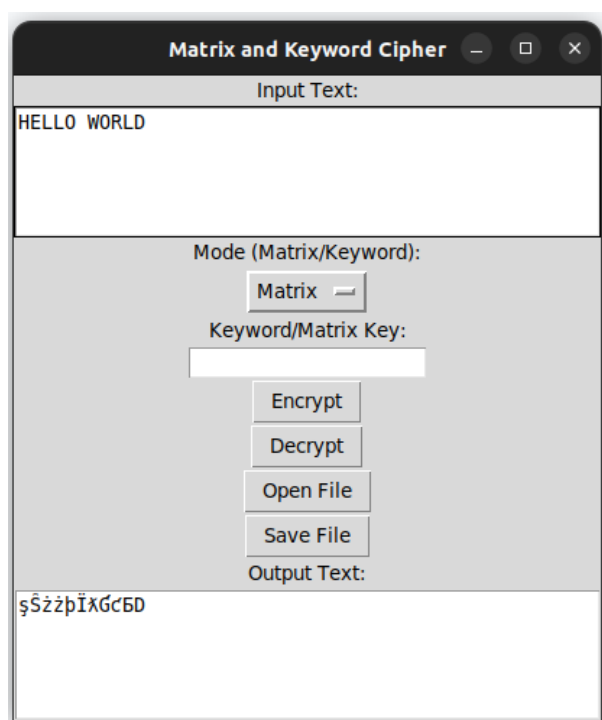 Matrix and Keyword Cipher
Input Text:
HELLO WORLD
Mode (Matrix/Keyword):
Matrix
Keyword/Matrix Key:
Encrypt
Decrypt
Open File
Save File
Output Text:
şŜżżþÏƛƓƈƂD